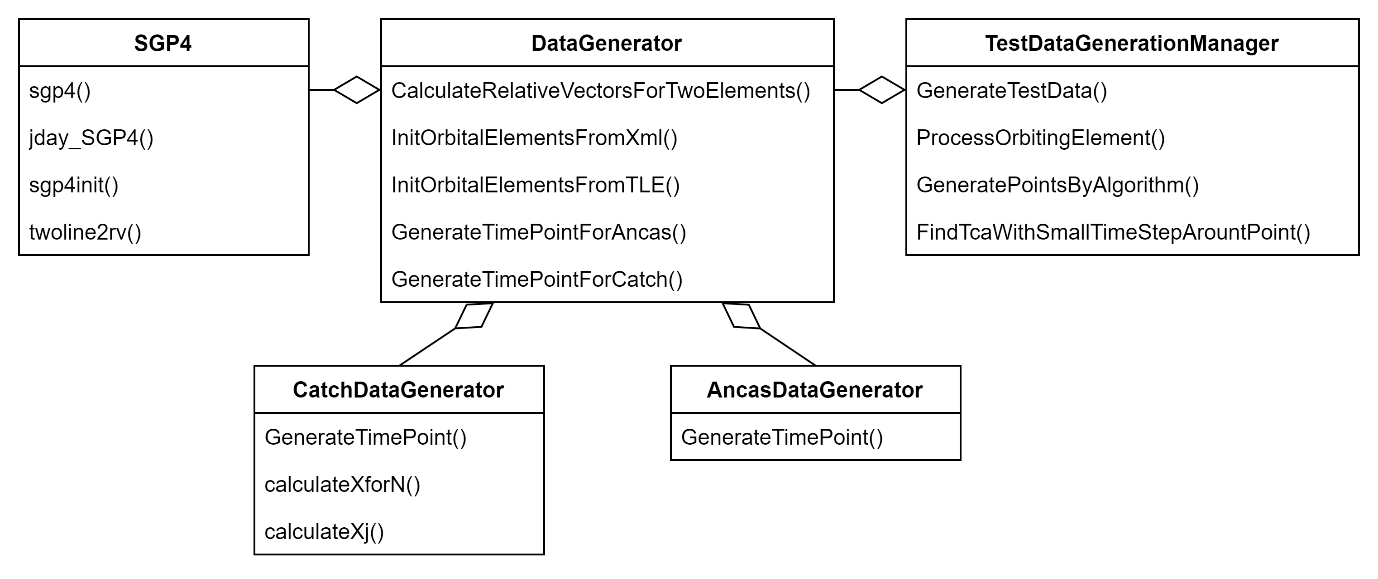 SGP4
sgp4()
jday_SGP4()
sgp4init()
twoline2rv()
DataGenerator
CalculateRelativeVectorsForTwoElements()
InitOrbitalElementsFromXml()
InitOrbitalElementsFromTLE()
GenerateTimePointForAncas()
GenerateTimePointForCatch()
TestDataGenerationManager
GenerateTestData()
ProcessOrbitingElement()
GeneratePointsByAlgorithm()
FindTcaWithSmallTimeStepArountPoint()
CatchDataGenerator
GenerateTimePoint()
calculateXforN()
calculateXj()
AncasDataGenerator
GenerateTimePoint()